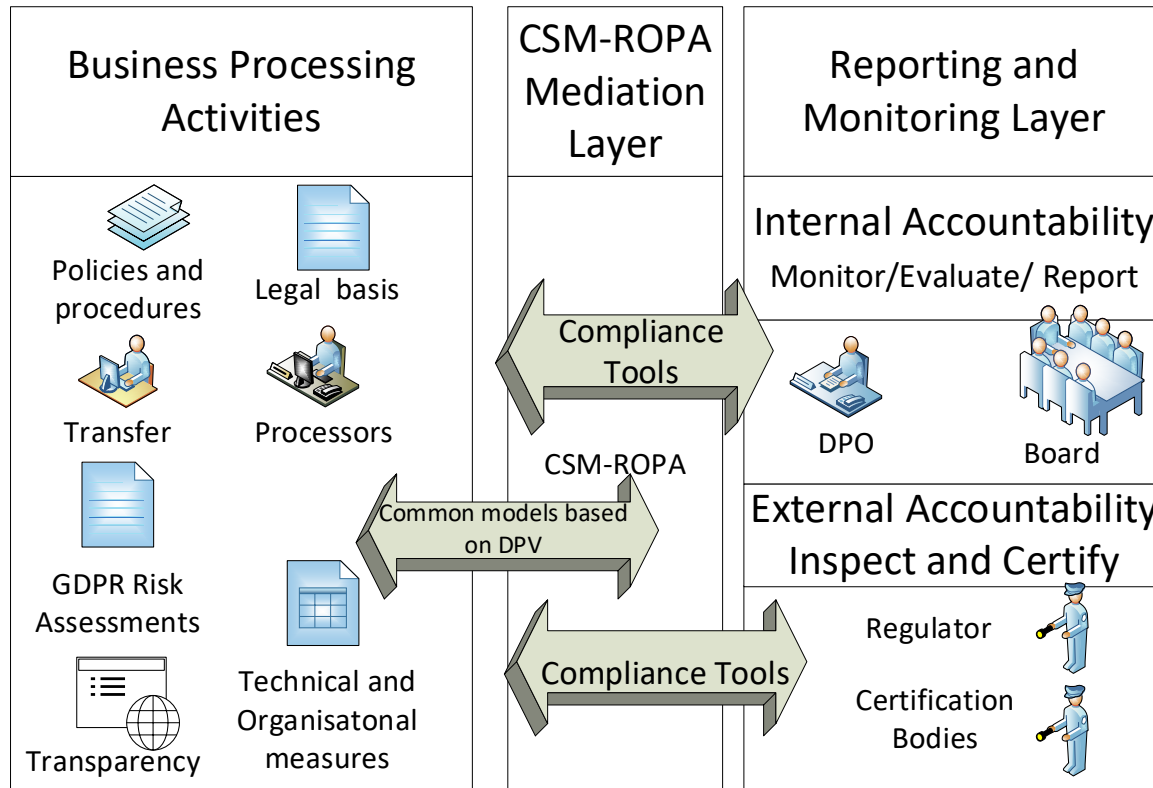 Business Processing
Activities
CSM-ROPA
Mediation
Layer
Reporting and
Monitoring Layer
Policies and
procedures
Legal basis
Transfer
Processors
GDPR Risk
Assessments
Technical and
Organisatonal
measures
Transparency
Compliance
Tools
CSM-ROPA
Common models based
on DPV
Compliance Tools
Internal Accountability
Monitor/Evaluate/ Report
DPO
Board
External Accountability
Inspect and Certify
Regulator
Certification
Bodies